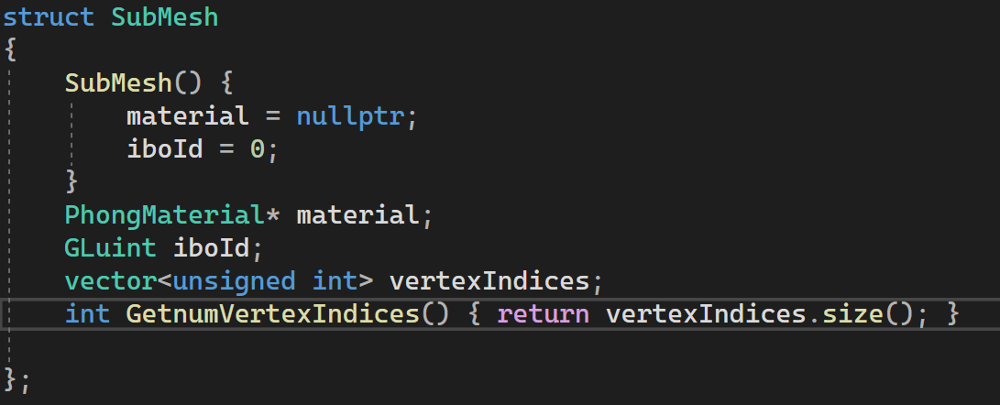 struct SubMesh
{
    SubMesh() {
        material = nullptr;
        iboId = 0;
    }
    PhongMaterial* material;
    GLuint iboId;
    vector<unsigned int> vertexIndices;
    int GetnumVertexIndices() { return vertexIndices.size(); }
};